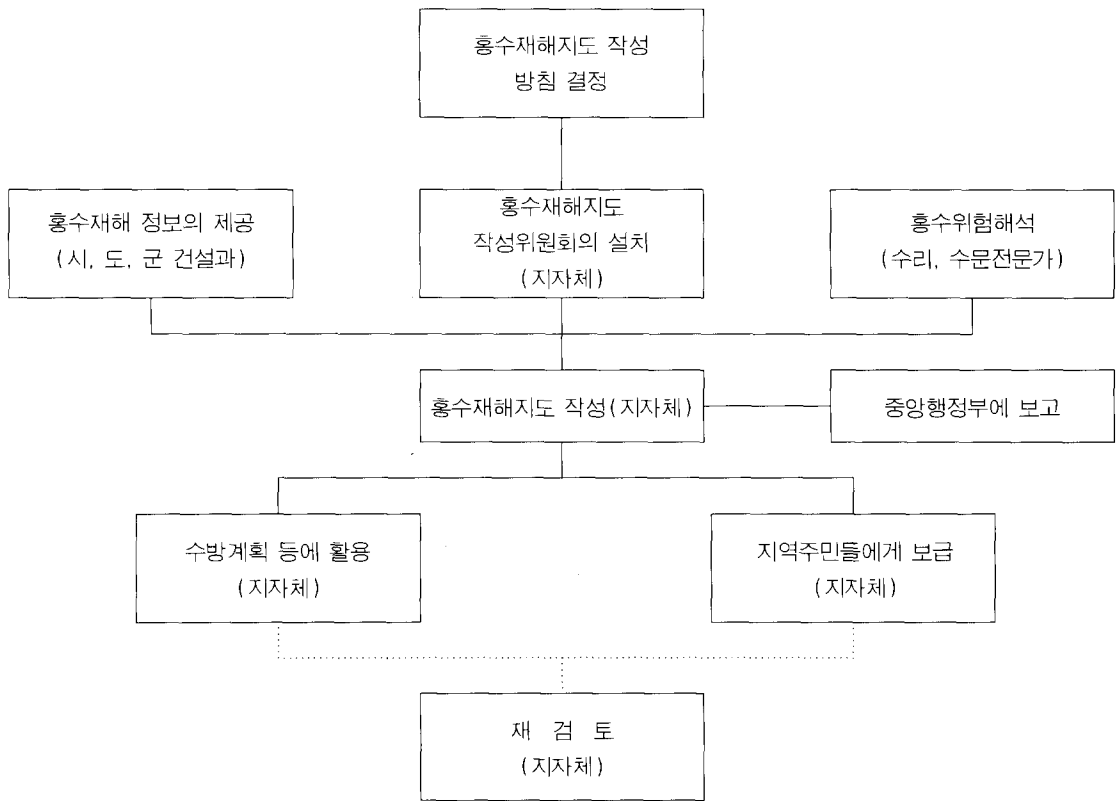 홍수재해지도 작성
방침 결정
홍수재해 정보의 제공
(시, 도, 군 건설과)
홍수재해지도
작성위원회의 설치
(지자체)
홍수위험해석
(수리, 수문전문가)
홍수재해지도 작성(지자체)
중앙행정부에 보고
수방계획 등에 활용
(지자체)
지역주민들에게 보급
(지자체)
재 검 토
(지자체)